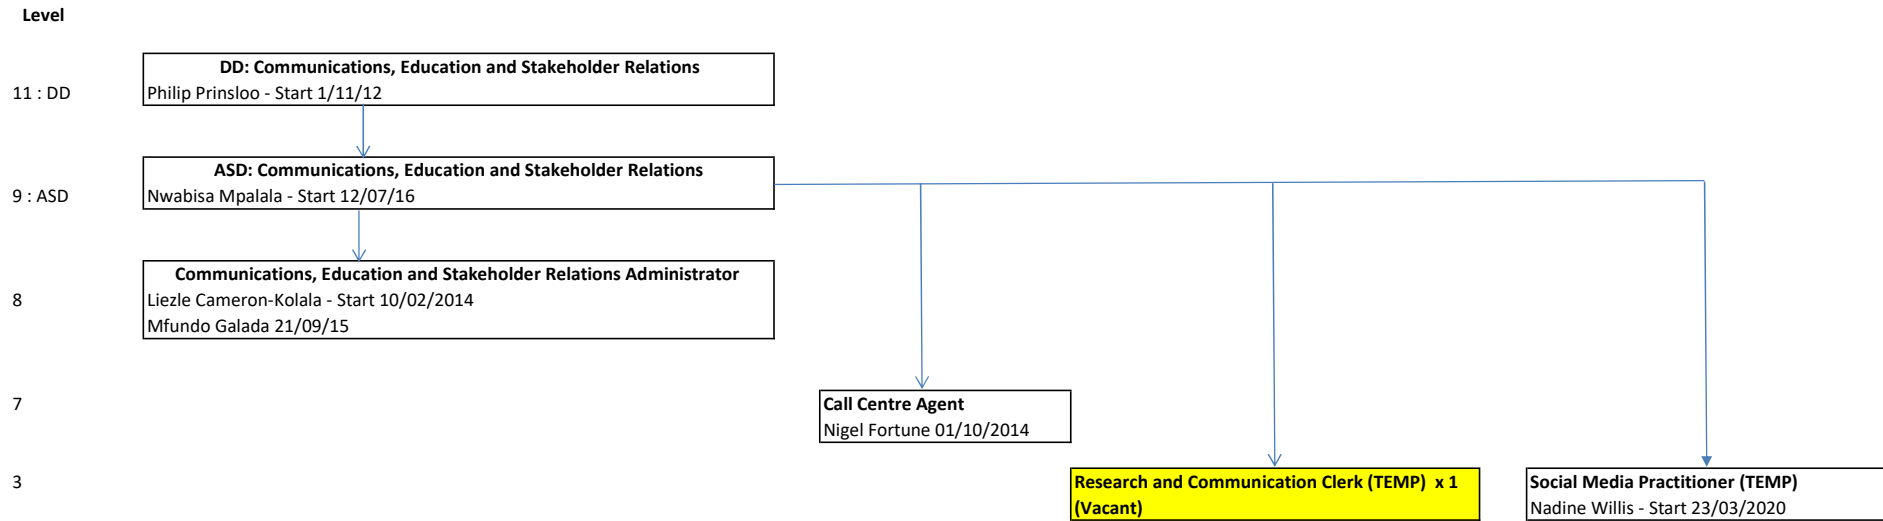 Level
11 : DD
DD: Communications, Education and Stakeholder Relations
Philip Prinsloo - Start 1/11/12
9 : ASD
ASD: Communications, Education and Stakeholder Relations
Nwabisa Mpalala - Start 12/07/16
8
Communications, Education and Stakeholder Relations Administrator
Liezle Cameron-Kolala - Start 10/02/2014
Mfundo Galada 21/09/15
7
Call Centre Agent
Nigel Fortune 01/10/2014
3
Research and Communication Clerk (TEMP)  x 1
(Vacant)
Social Media Practitioner (TEMP)
Nadine Willis - Start 23/03/2020